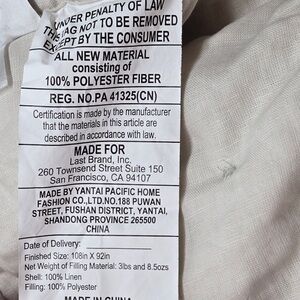 UNDER PENALTY OF LAW
THIS TAG NOT TO BE REMOVED
EXCEPT BY THE CONSUMER
ALL NEW MATERIAL
consisting of
100% POLYESTER FIBER
REG. NO.PA 41325(CN)
Certification is made by the manufacturer
that the materials in this article are
described in accordance with law.
MADE FOR
Last Brand, Inc.
260 Townsend Street Suite 150
San Francisco, CA 94107
MADE BY YANTAI PACIFIC HOME
FASHION CO.,LTD.NO.188 PUWAN
STREET, FUSHAN DISTRICT, YANTAI,
SHANDONG PROVINCE 265500
CHINA
Date of Delivery:
Finished Size: 108in X 92in
Net Weight of Filling Material: 3lbs and 8.5ozs
Shell: 100% Linen
Filling: 100% Polyester
MADE IN CHINA